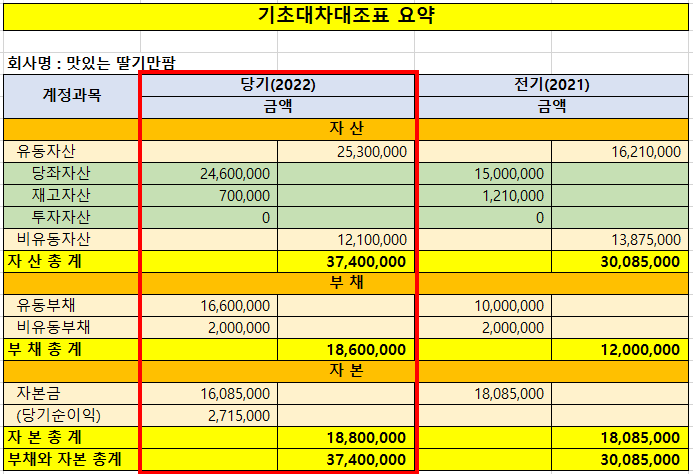 기초대차대조표 요약
회사명 : 맛있는 딸기만팜
계정과목 당기(2022) 전기(2021)
금액 금액
자 산
유동자산 25,300,000 16,210,000
당좌자산 24,600,000 15,000,000
재고자산 700,000 1,210,000
투자자산 0 0
비유동자산 12,100,000 13,875,000
자 산 총 계 37,400,000 30,085,000
부 채
유동부채 16,600,000 10,000,000
비유동부채 2,000,000 2,000,000
부 채 총 계 18,600,000 12,000,000
자 본
자본금 16,085,000 18,085,000
(당기순이익) 2,715,000
자 본 총 계 18,800,000 18,085,000
부채와 자본 총계 37,400,000 30,085,000